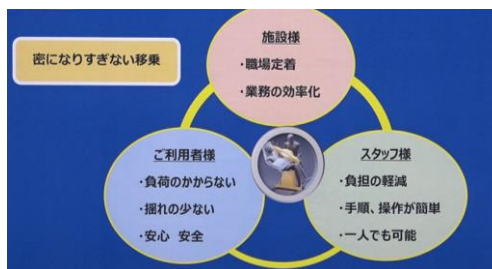 密になりすぎない移乗
施設様
・職場定着
・業務の効率化
ご利用者様
・負荷のかからない
・揺れの少ない
・安心 安全
スタッフ様
・負担の軽減
・手順、操作が簡単
・一人でも可能